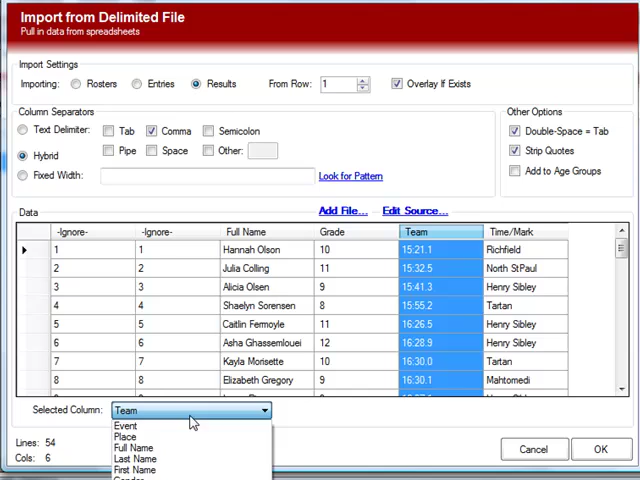 Import from Delimited File
Pull in data from spreadsheets
Import Settings
Importing: Rosters Entries Results From Row: 1 Overlay If Exists
Column Separators
Text Delimiter: Tab Comma Semicolon
Pipe Space Other:
Hybrid
Fixed Width: Look for Pattern
Other Options
Double-Space = Tab
Strip Quotes
Add to Age Groups
Data Add File... Edit Source...
-Ignore- -Ignore- Full Name Grade Team Time/Mark
1 1 Hannah Olson 10 15:21.1 Richfield
2 2 Julia Colling 11 15:32.5 North StPaul
3 3 Alicia Olsen 9 15:41.3 Henry Sibley
4 4 Shaelyn Sorensen 8 15:55.2 Tartan
5 5 Caitlin Fermoyle 11 16:26.5 Henry Sibley
6 6 Asha Ghassemlouei 12 16:28.9 Henry Sibley
7 7 Kayla Morisette 10 16:30.0 Tartan
8 8 Elizabeth Gregory 9 16:30.1 Mahtomedi
Selected Column: Team
Event
Place
Full Name
Last Name
First Name
Lines: 54
Cols: 6
Cancel OK